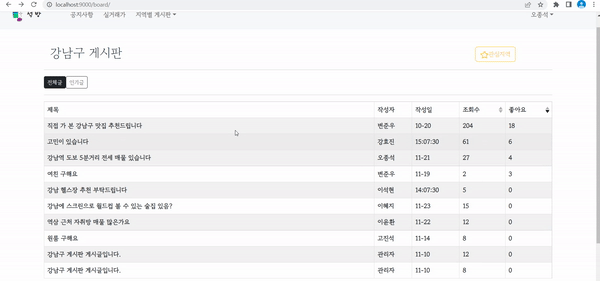 localhost:9000/board/
선방 공지사항 실거래가 지역별 게시판 오종석
강남구 게시판
관심지역
전체글 인기글
제목 작성자 작성일 조회수 좋아요
직접 가 본 강남구 맛집 추천드립니다 변준우 10-20 204 18
고민이 있습니다 강효진 15:07:30 61 6
강남역 도보 5분거리 전세 매물 있습니다 오종석 11-21 27 4
여친 구해요 변준우 11-19 2 3
강남 헬스장 추천 부탁드립니다 이석현 14:07:30 5 0
강남에 스크린으로 월드컵 볼 수 있는 술집 있음? 이혜지 11-23 15 0
역삼 근처 자취방 매물 많은가요 이윤환 11-22 12 0
원룸 구해요 고진석 11-14 8 0
강남구 게시판 게시글입니다. 관리자 11-10 12 0
강남구 게시판 게시글입니다. 관리자 11-10 8 0